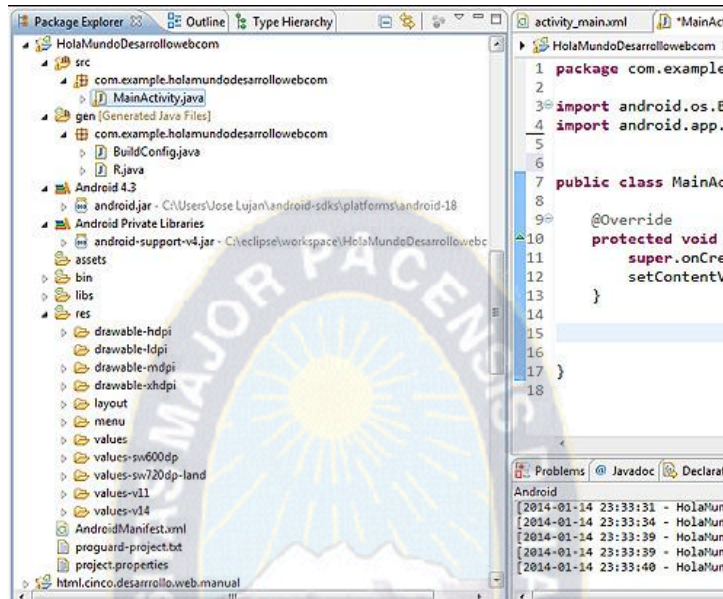 Package Explorer Outline Type Hierarchy
HolaMundoDesarrollowebcom
src
com.example.holamundodesarrollowebcom
MainActivity.java
gen [Generated Java Files]
com.example.holamundodesarrollowebcom
BuildConfig.java
R.java
Android 4.3
android.jar - C:\Users\Jose Lujan\android-sdks\platforms\android-18
Android Private Libraries
android-support-v4.jar - C:\eclipse\workspace\HolaMundoDesarrollowebc
assets
bin
libs
res
drawable-hdpi
drawable-ldpi
drawable-mdpi
drawable-xhdpi
layout
menu
values
values-sw600dp
values-sw720dp-land
values-v11
values-v14
AndroidManifest.xml
proguard-project.txt
project.properties
html.cinco.desarrrollo.web.manual
activity_main.xml *MainAc
HolaMundoDesarrollowebcom
1 package com.example
2
3 import android.os.B
4 import android.app.
5
6
7 public class MainAc
8
9 @Override
10 protected void
11 super.onCre
12 setContentV
13 }
14
15
16
17 }
18
Problems @ Javadoc Declarat
Android
[2014-01-14 23:33:31 - HolaMun
[2014-01-14 23:33:34 - HolaMun
[2014-01-14 23:33:39 - HolaMun
[2014-01-14 23:33:39 - HolaMun
[2014-01-14 23:33:40 - HolaMun